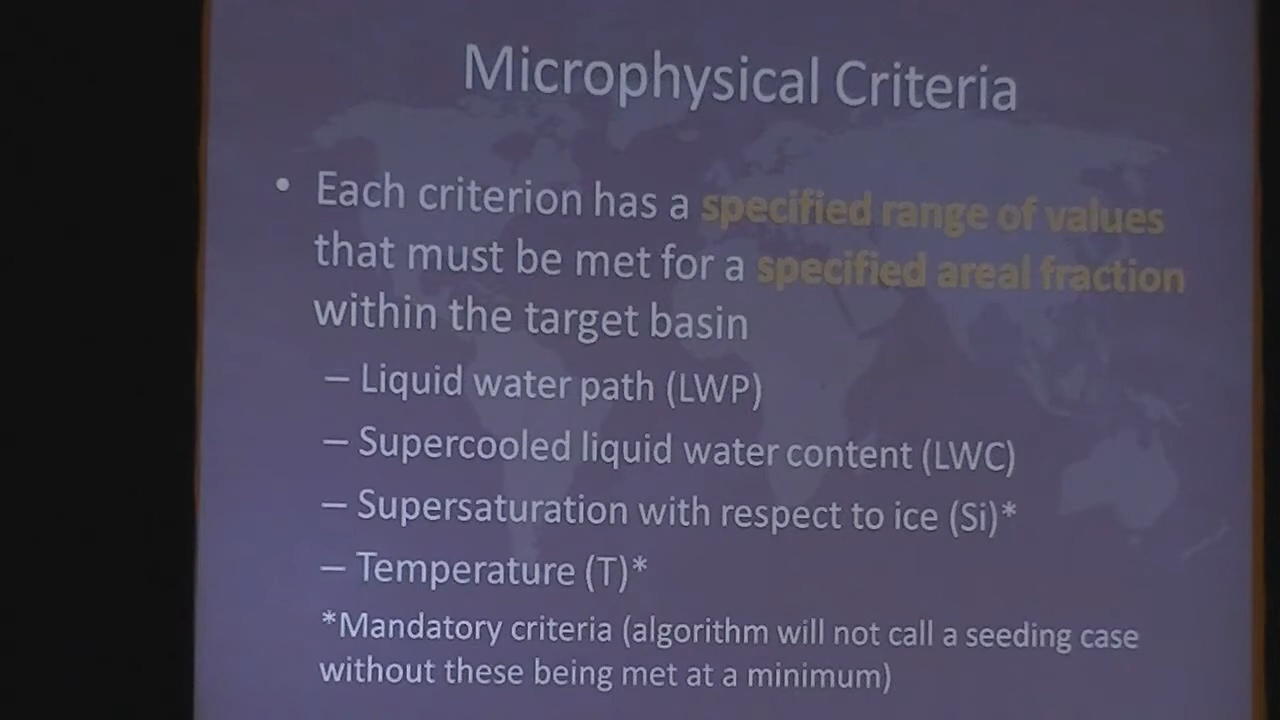 Microphysical Criteria
• Each criterion has a specified range of values
that must be met for a specified areal fraction
within the target basin
– Liquid water path (LWP)
– Supercooled liquid water content (LWC)
– Supersaturation with respect to ice (Si)*
– Temperature (T)*
*Mandatory criteria (algorithm will not call a seeding case
without these being met at a minimum)